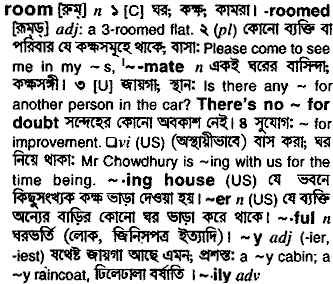 room [রূম্] n ১ [C] ঘর; কক্ষ; কামরা। -roomed
[রূমড্] adj: a 3-roomed flat. ২ (pl) কোনো ব্যক্তি বা
পরিবার যে কক্ষসমূহে থাকে; বাসা: Please come to see
me in my ~ s, '~-mate n একই ঘরের বাসিন্দা;
কক্ষসঙ্গী। ৩ [U] জায়গা; স্থান: Is there any ~ for
another person in the car? There's no ~ for
doubt সন্দেহের কোনো অবকাশ নেই। ৪ সুযোগ: ~ for
improvement. □vi (US) (অস্থায়ীভাবে) বাস করা; ঘর
নিয়ে থাকা: Mr Chowdhury is ~ing with us for the
time being. ~·ing house (US) যে ভবনে
কিছুসংখ্যক কক্ষ ভাড়া দেওয়া হয়। ~er n (US) যে ব্যক্তি
অন্যের বাড়ির কোনো ঘর ভাড়া করে থাকে। ~·ful n
ঘরভর্তি (লোক, জিনিসপত্র ইত্যাদি)। ~y adj (-ier,
-iest) যথেষ্ট জায়গা আছে এমন; প্রশস্ত: a ~y cabin; a
~y raincoat, ঢিলেঢালা বর্ষাতি। ~·ily adv